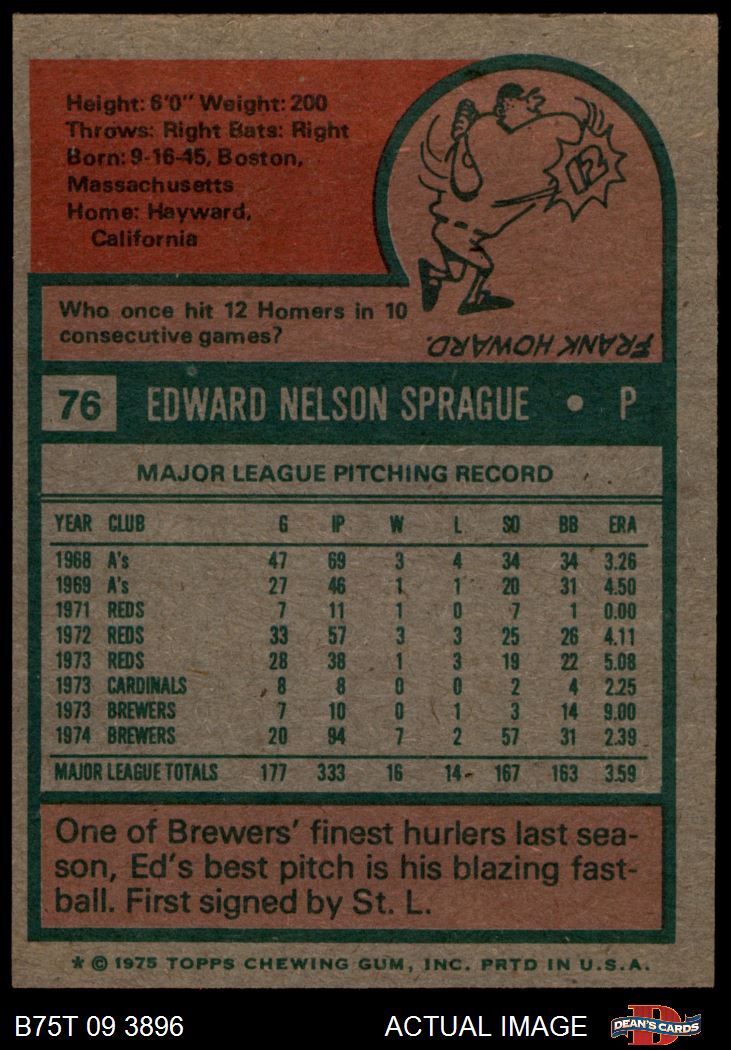 Height: 6'0" Weight: 200
Throws: Right Bats: Right
Born: 9-16-45, Boston,
Massachusetts
Home: Hayward,
California
12
Who once hit 12 Homers in 10
consecutive games?
FRANK HOWARD.
76 EDWARD NELSON SPRAGUE • P
MAJOR LEAGUE PITCHING RECORD
YEAR CLUB G IP W L SO BB ERA
1968 A's 47 69 3 4 34 34 3.26
1969 A's 27 46 1 1 20 31 4.50
1971 REDS 7 11 1 0 7 1 0.00
1972 REDS 33 57 3 3 25 26 4.11
1973 REDS 28 38 1 3 19 22 5.08
1973 CARDINALS 8 8 0 0 2 4 2.25
1973 BREWERS 7 10 0 1 3 14 9.00
1974 BREWERS 20 94 7 2 57 31 2.39
MAJOR LEAGUE TOTALS 177 333 16 14 167 163 3.59
One of Brewers' finest hurlers last sea-
son, Ed's best pitch is his blazing fast-
ball. First signed by St. L.
* © 1975 TOPPS CHEWING GUM, INC. PRTD IN U.S.A.
B75T 09 3896 ACTUAL IMAGE DEAN'S CARDS